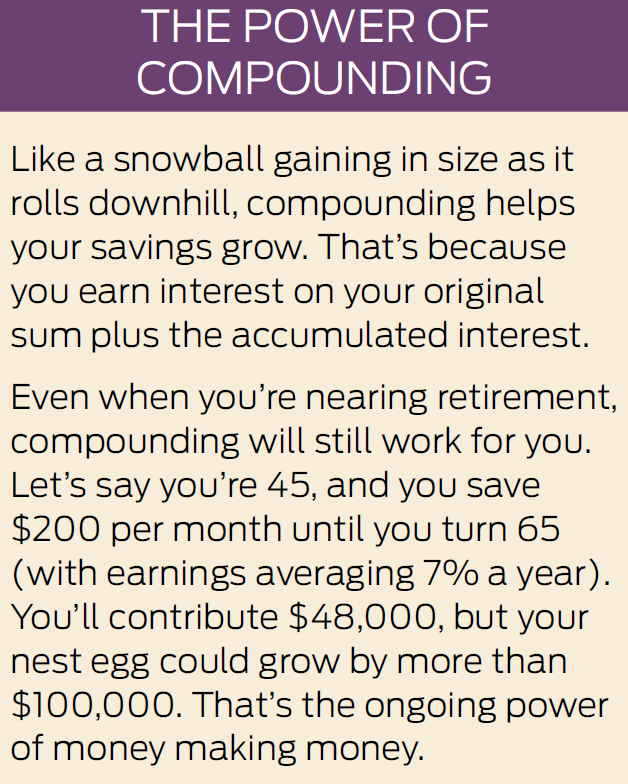 THE POWER OF
COMPOUNDING
Like a snowball gaining in size as it
rolls downhill, compounding helps
your savings grow. That’s because
you earn interest on your original
sum plus the accumulated interest.
Even when you’re nearing retirement,
compounding will still work for you.
Let’s say you’re 45, and you save
$200 per month until you turn 65
(with earnings averaging 7% a year).
You’ll contribute $48,000, but your
nest egg could grow by more than
$100,000. That’s the ongoing power
of money making money.